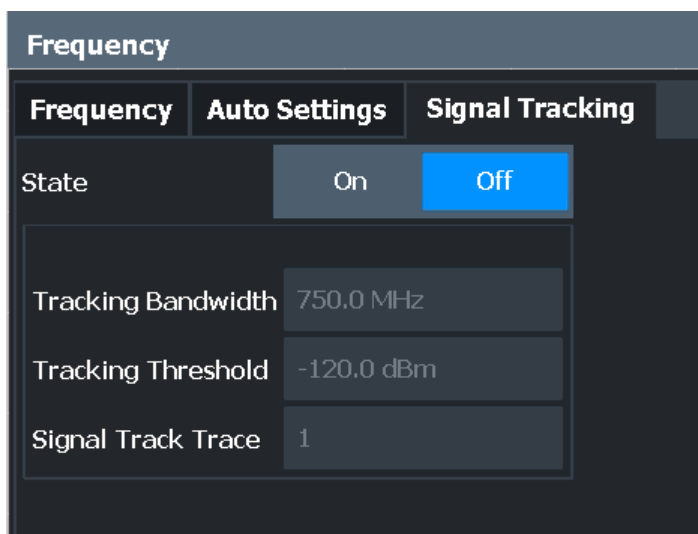 Frequency
Frequency Auto Settings Signal Tracking
State On Off
Tracking Bandwidth 750.0 MHz
Tracking Threshold -120.0 dBm
Signal Track Trace 1